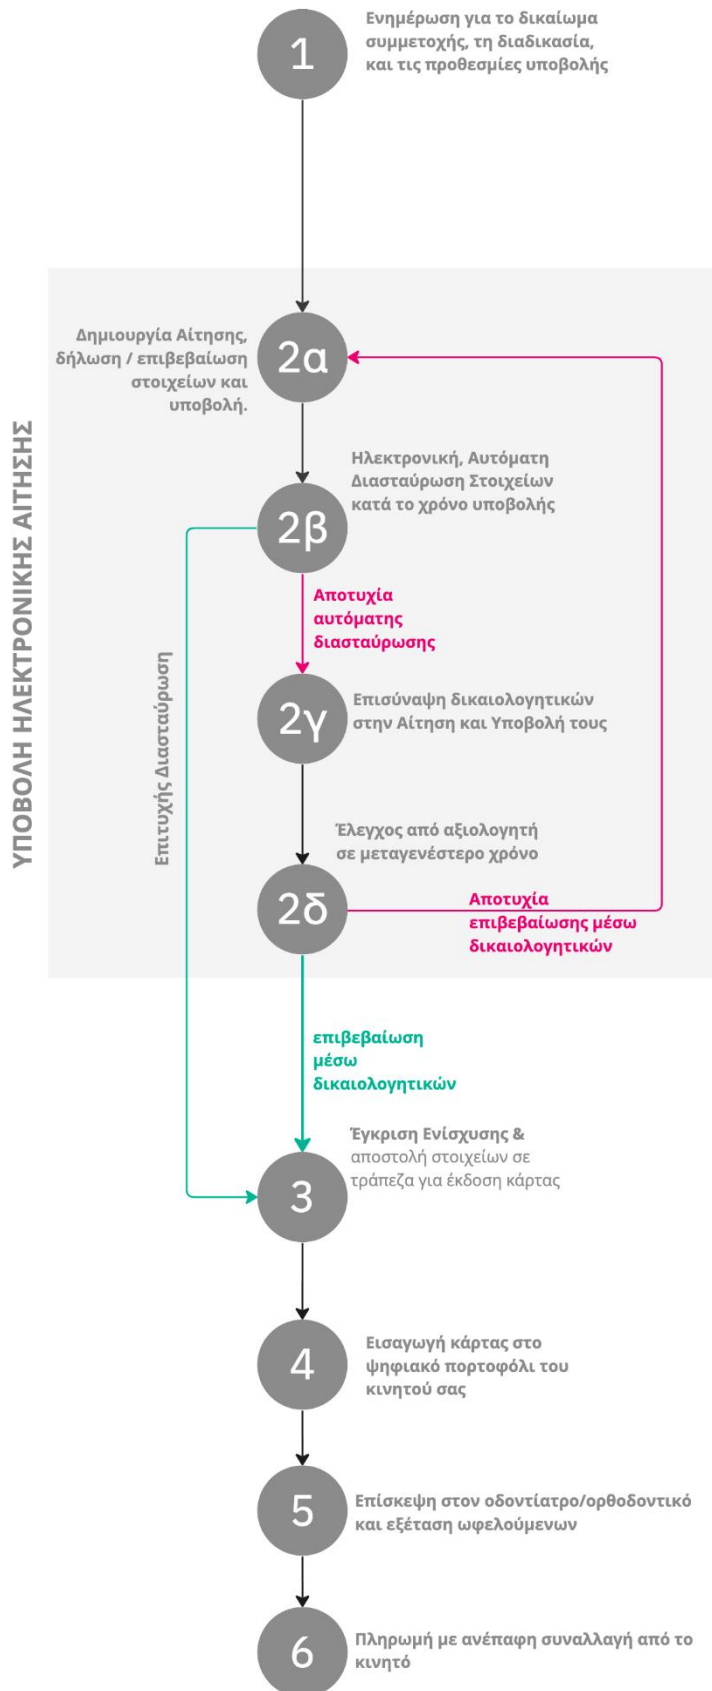 1
Ενημέρωση για το δικαίωμα
συμμετοχής, τη διαδικασία,
και τις προθεσμίες υποβολής
ΥΠΟΒΟΛΗ ΗΛΕΚΤΡΟΝΙΚΗΣ ΑΙΤΗΣΗΣ
Δημιουργία Αίτησης,
δήλωση / επιβεβαίωση
στοιχείων και
υποβολή.
2α
Ηλεκτρονική, Αυτόματη
Διασταύρωση Στοιχείων
κατά το χρόνο υποβολής
2β
Αποτυχία
αυτόματης
διασταύρωσης
Επιτυχής Διασταύρωση
2γ
Επισύναψη δικαιολογητικών
στην Αίτηση και Υποβολή τους
Έλεγχος από αξιολογητή
σε μεταγενέστερο χρόνο
2δ
Αποτυχία
επιβεβαίωσης μέσω
δικαιολογητικών
επιβεβαίωση
μέσω
δικαιολογητικών
Έγκριση Ενίσχυσης &
αποστολή στοιχείων σε
τράπεζα για έκδοση κάρτας
3
4
Εισαγωγή κάρτας στο
ψηφιακό πορτοφόλι του
κινητού σας
5
Επίσκεψη στον οδοντίατρο/ορθοδοντικό
και εξέταση ωφελούμενων
6
Πληρωμή με ανέπαφη συναλλαγή από το
κινητό